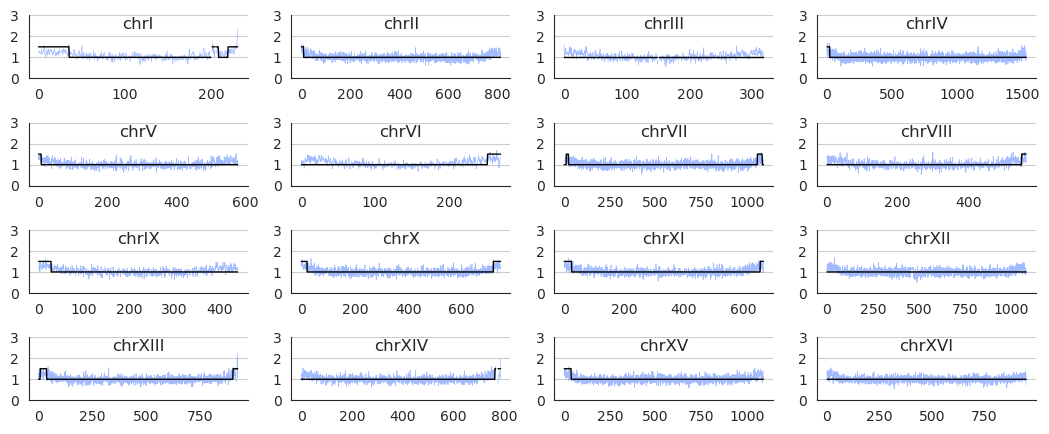 3 chrI 3 chrII 3 chrIII 3 chrIV
2 2 2 2
1 1 1 1
0 0 0 0
0 100 200 0 200 400 600 800 0 100 200 300 0 500 1000 1500
3 chrV 3 chrVI 3 chrVII 3 chrVIII
2 2 2 2
1 1 1 1
0 0 0 0
0 200 400 600 0 100 200 0 250 500 750 1000 0 200 400
3 chrIX 3 chrX 3 chrXI 3 chrXII
2 2 2 2
1 1 1 1
0 0 0 0
0 100 200 300 400 0 200 400 600 0 200 400 600 0 250 500 750 1000
3 chrXIII 3 chrXIV 3 chrXV 3 chrXVI
2 2 2 2
1 1 1 1
0 0 0 0
0 250 500 750 0 200 400 600 800 0 250 500 750 1000 0 250 500 750